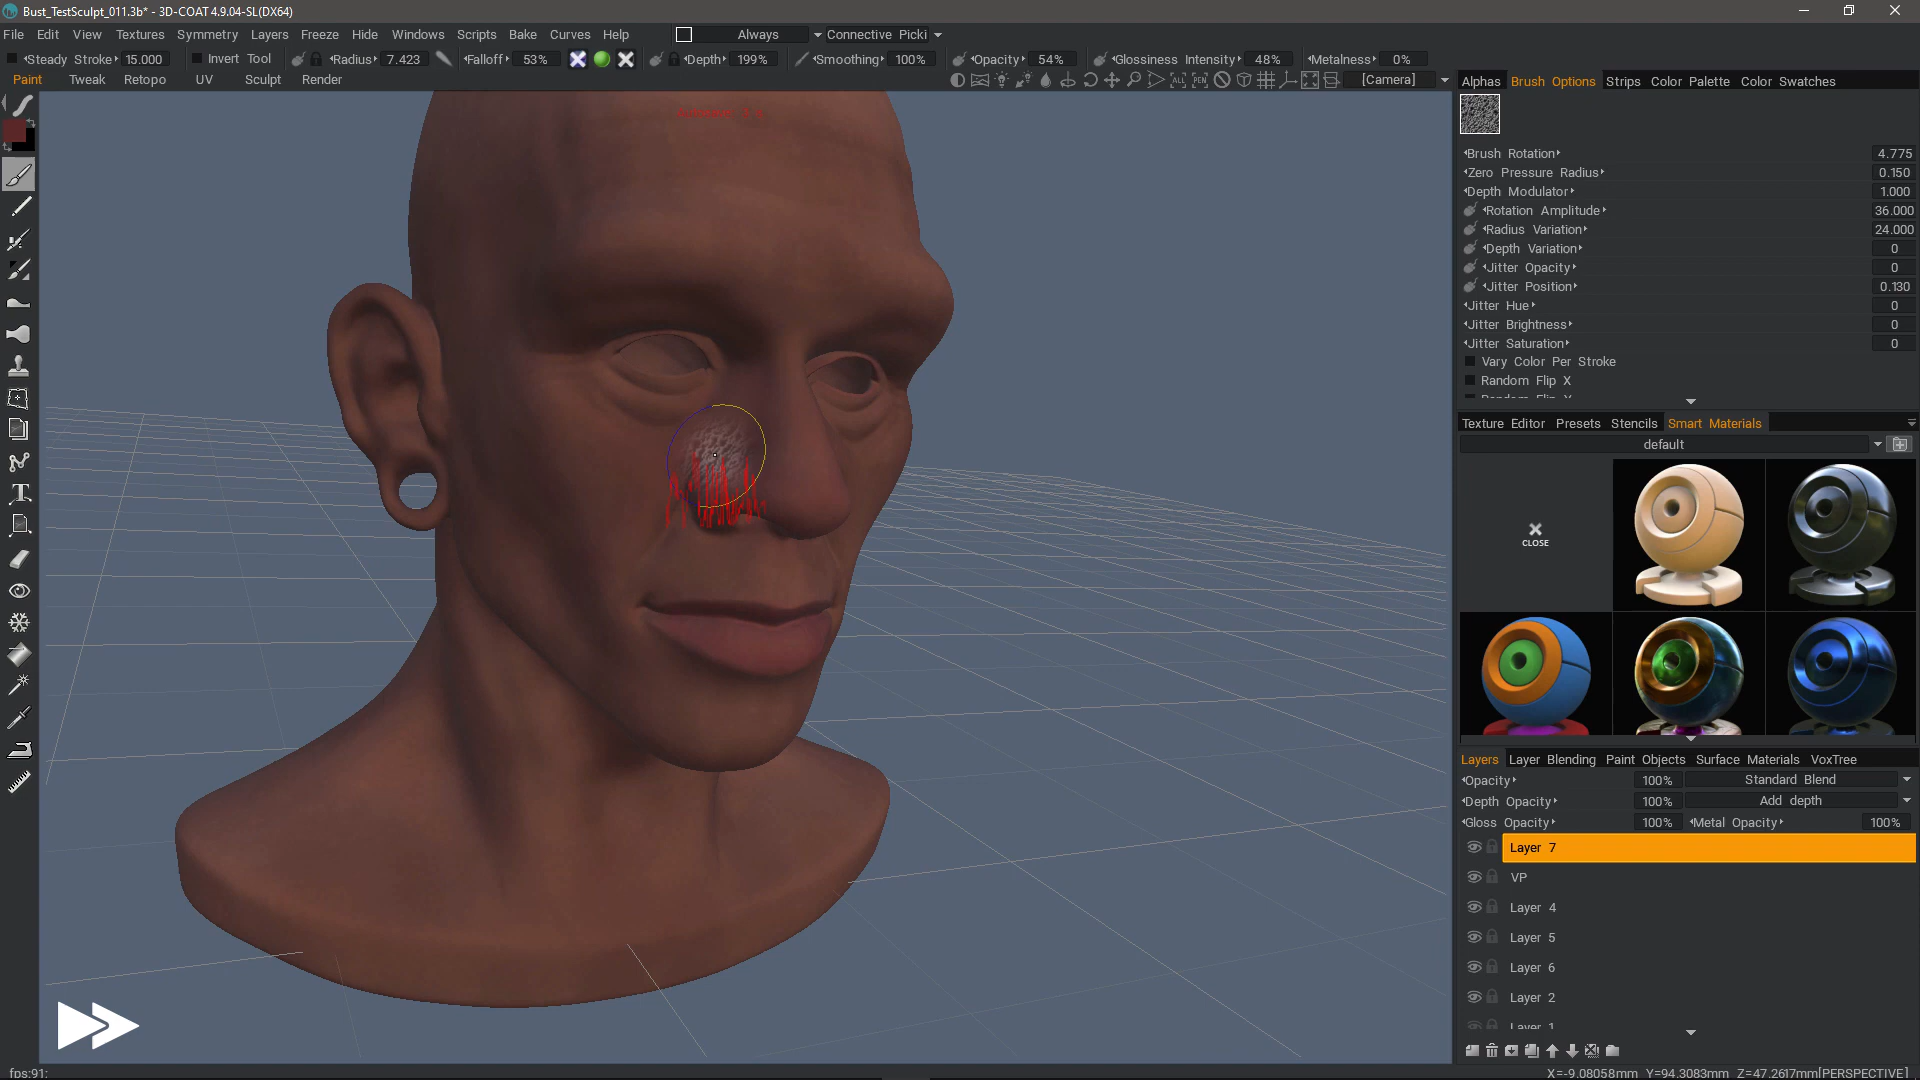 Bust_TestSculpt_011.3b* - 3D-COAT 4.9.04-SL(DX64)
File Edit View Textures Symmetry Layers Freeze Hide Windows Scripts Bake Curves Help Always Connective Picki
Steady Stroke 15.000 Invert Tool Radius 7.423 Falloff 53% Depth 199% Smoothing 100% Opacity 54% Glossiness Intensity 48% Metalness 0%
Paint Tweak Retopo UV Sculpt Render [Camera]
Alphas Brush Options Strips Color Palette Color Swatches
Brush Rotation 4.775
Zero Pressure Radius 0.150
Depth Modulator 1.000
Rotation Amplitude 36.000
Radius Variation 24.000
Depth Variation 0
Jitter Opacity 0
Jitter Position 0.130
Jitter Hue 0
Jitter Brightness 0
Jitter Saturation 0
Vary Color Per Stroke
Random Flip X
Random Flip Y
Texture Editor Presets Stencils Smart Materials
default
CLOSE
Layers Layer Blending Paint Objects Surface Materials VoxTree
Opacity 100% Standard Blend
Depth Opacity 100% Add depth
Gloss Opacity 100% Metal Opacity 100%
Layer 7
VP
Layer 4
Layer 5
Layer 6
Layer 2
Layer 1
fps:91; X=-9.08058mm Y=94.3083mm Z=47.2617mm[PERSPECTIVE]